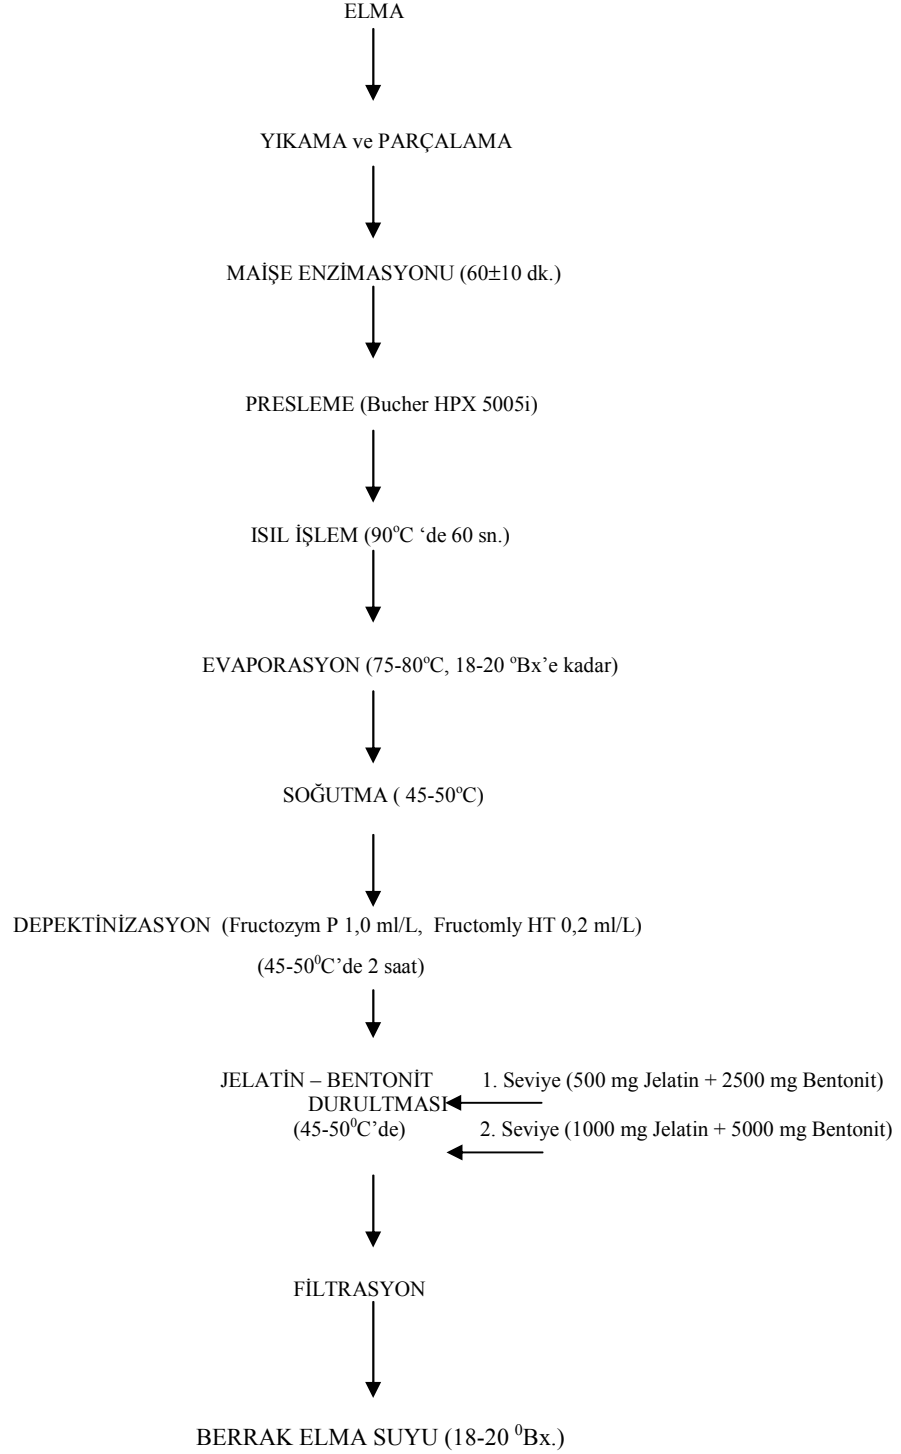 ELMA
YIKAMA ve PARÇALAMA
MAİŞE ENZİMASYONU (60±10 dk.)
PRESLEME (Bucher HPX 5005i)
ISIL İŞLEM (90°C ‘de 60 sn.)
EVAPORASYON (75-80°C, 18-20 °Bx’e kadar)
SOĞUTMA ( 45-50°C)
DEPEKTİNİZASYON (Fructozym P 1,0 ml/L, Fructomly HT 0,2 ml/L)
(45-50⁰C’de 2 saat)
JELATİN – BENTONİT 1. Seviye (500 mg Jelatin + 2500 mg Bentonit)
DURULTMASI
(45-50⁰C’de) 2. Seviye (1000 mg Jelatin + 5000 mg Bentonit)
FİLTRASYON
BERRAK ELMA SUYU (18-20 ⁰Bx.)